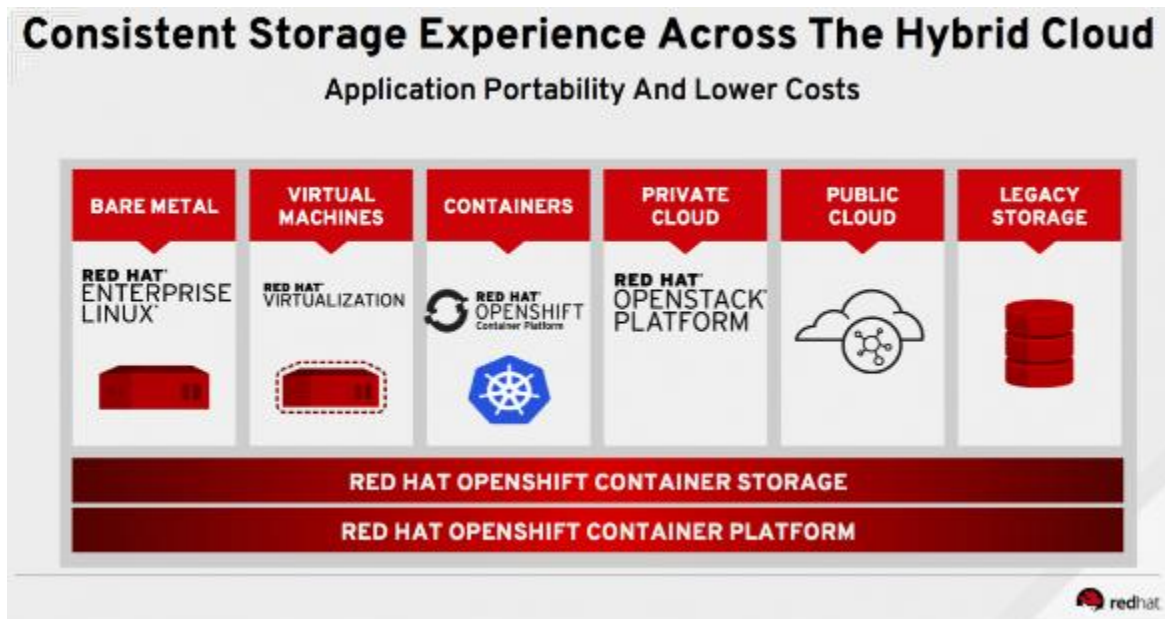 Consistent Storage Experience Across The Hybrid Cloud
Application Portability And Lower Costs
BARE METAL
RED HAT
ENTERPRISE
LINUX
VIRTUAL
MACHINES
RED HAT
VIRTUALIZATION
CONTAINERS
RED HAT
OPENSHIFT
Container Platform
PRIVATE
CLOUD
RED HAT
OPENSTACK
PLATFORM
PUBLIC
CLOUD
LEGACY
STORAGE
RED HAT OPENSHIFT CONTAINER STORAGE
RED HAT OPENSHIFT CONTAINER PLATFORM
redhat